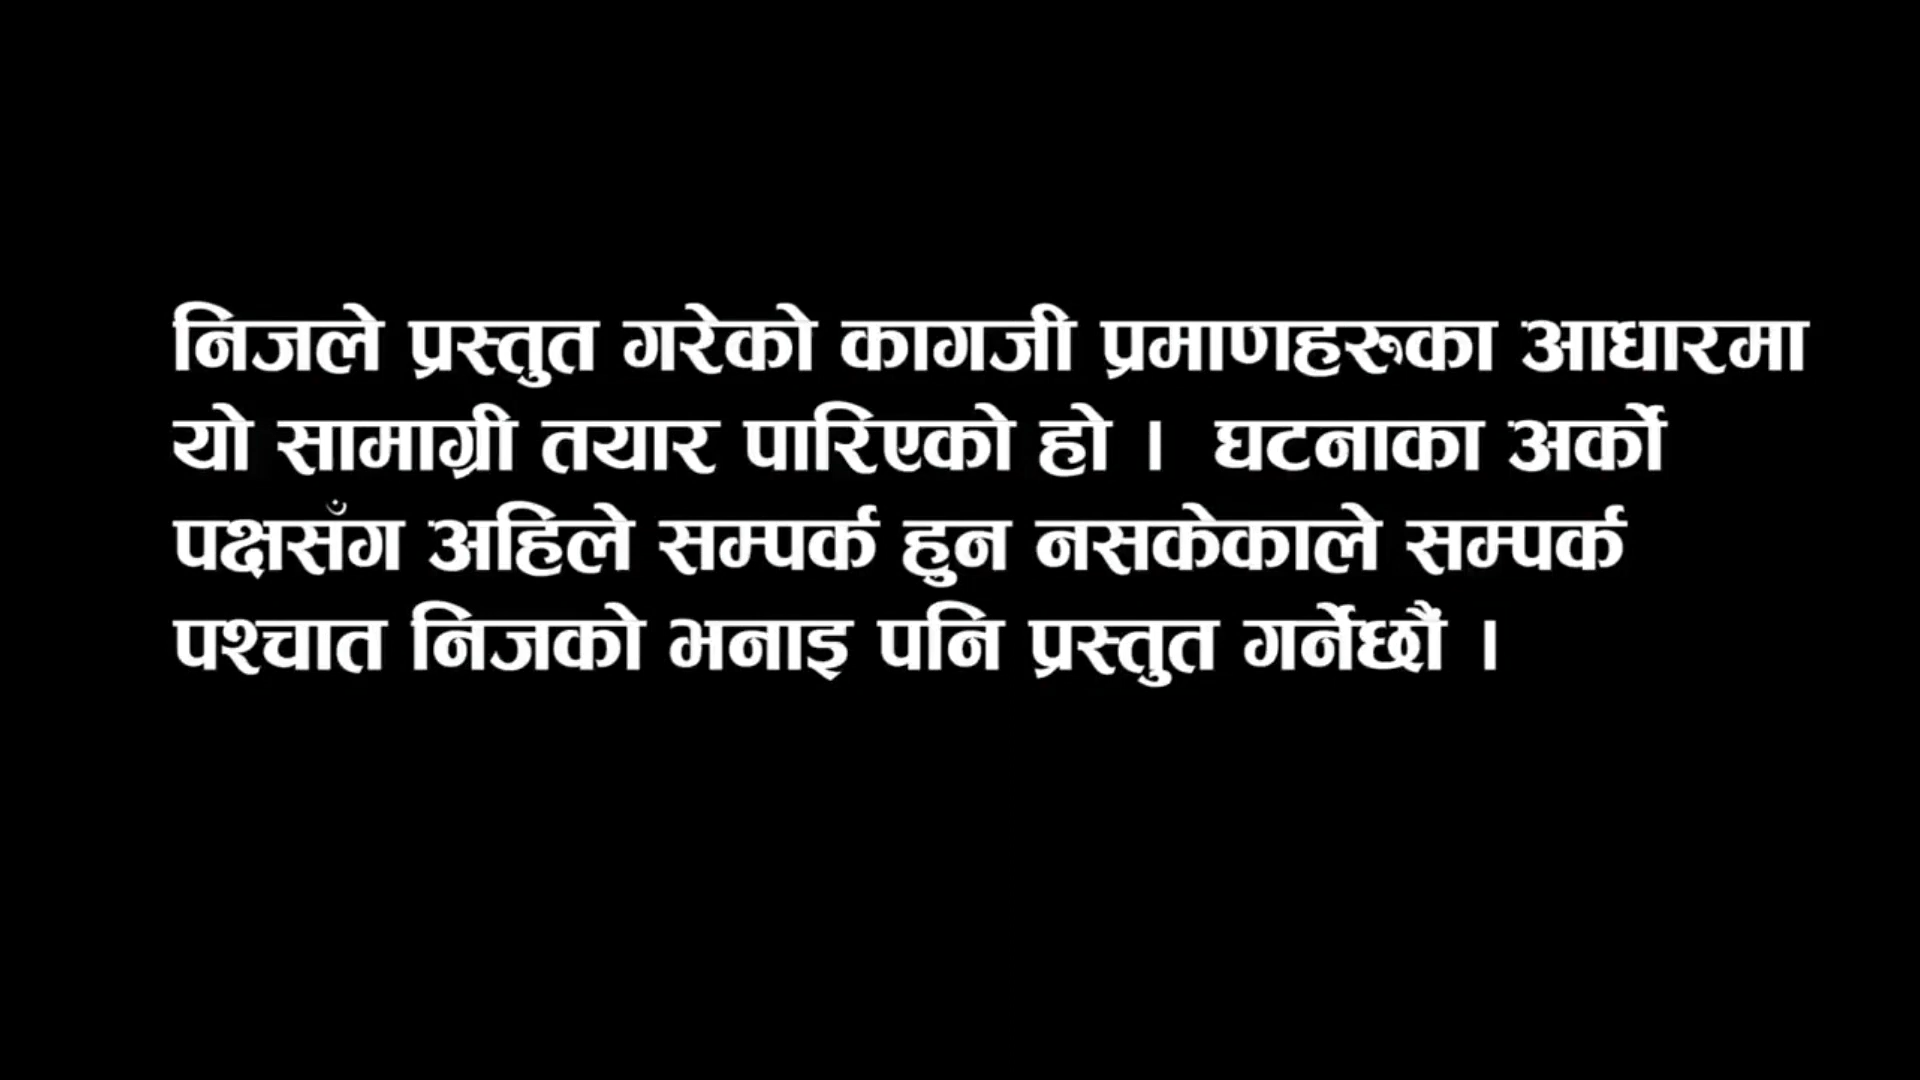 निजले प्रस्तुत गरेको कागजी प्रमाणहरुका आधारमा
यो सामाग्री तयार पारिएको हो । घटनाका अर्को
पक्षसँग अहिले सम्पर्क हुन नसकेकाले सम्पर्क
पश्चात निजको भनाइ पनि प्रस्तुत गर्नेछौं ।